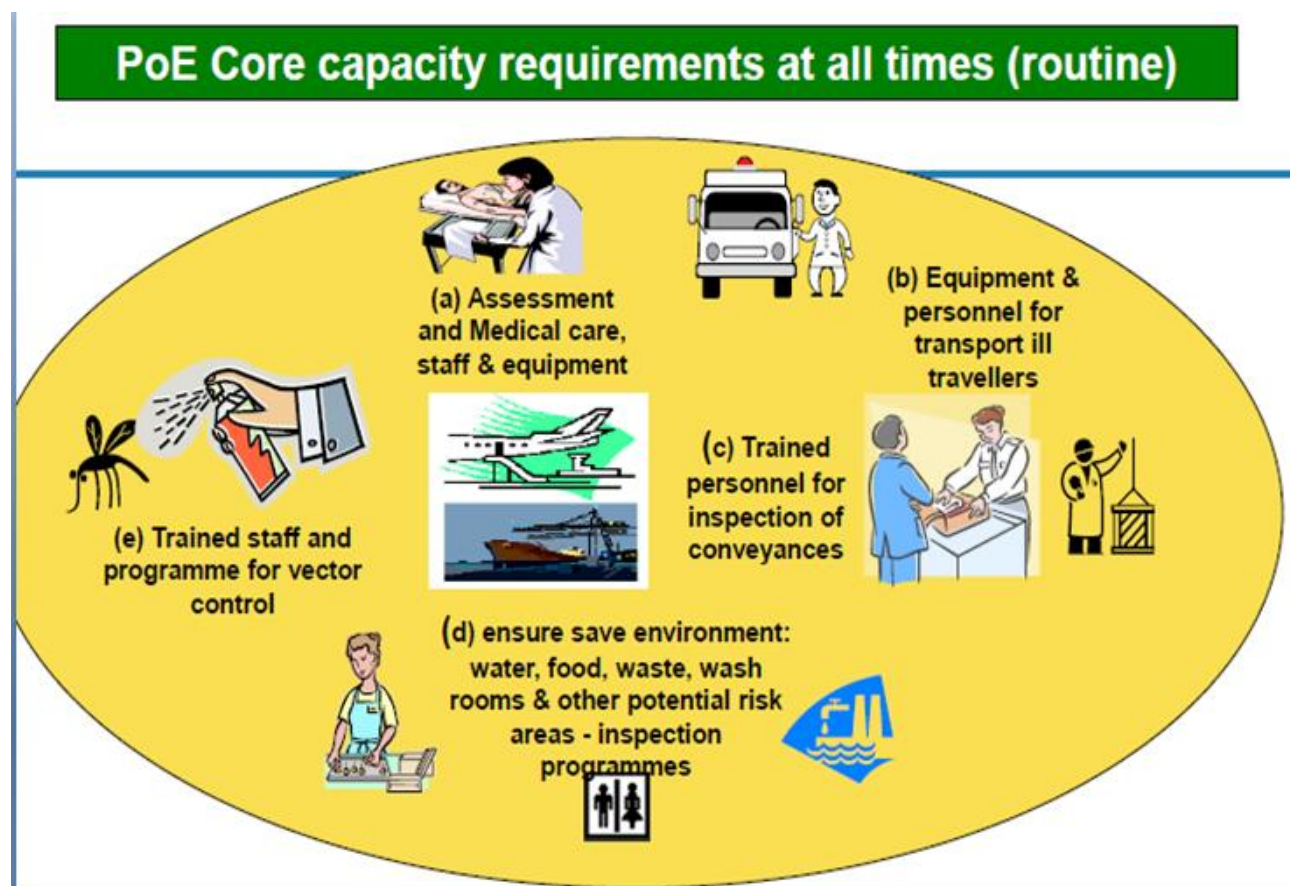 PoE Core capacity requirements at all times (routine)
(a) Assessment
and Medical care,
staff & equipment
(b) Equipment &
personnel for
transport ill
travellers
(c) Trained
personnel for
inspection of
conveyances
(d) ensure save environment:
water, food, waste, wash
rooms & other potential risk
areas - inspection
programmes
(e) Trained staff and
programme for vector
control